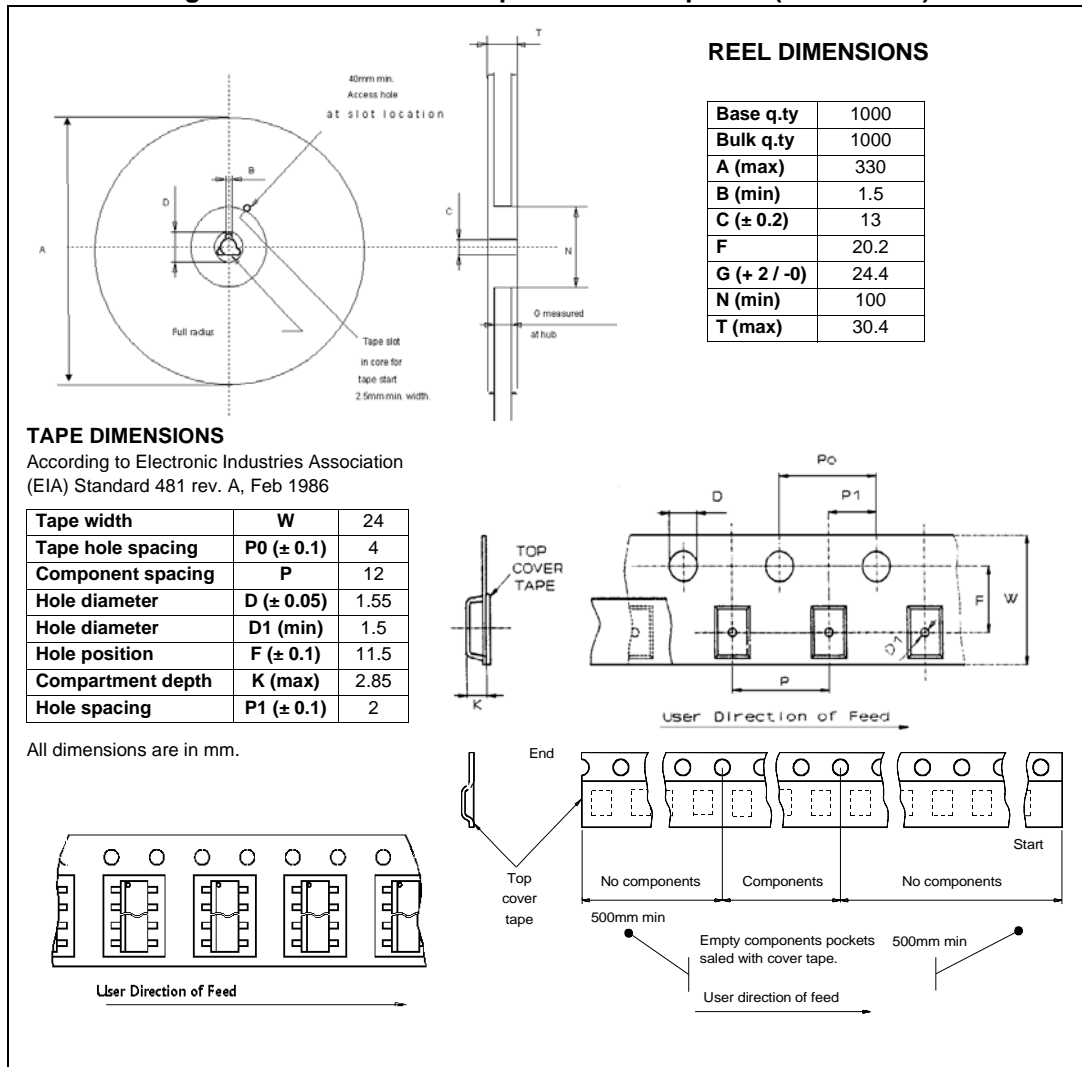 T
REEL DIMENSIONS
40mm min.
Access hole
at slot location
B
D
C
A
N
Full radius
Tape slot
in core for
tape start
2.5mm min. width.
G measured
at hub
Base q.ty 1000
Bulk q.ty 1000
A (max) 330
B (min) 1.5
C (± 0.2) 13
F 20.2
G (+ 2 / -0) 24.4
N (min) 100
T (max) 30.4
TAPE DIMENSIONS
According to Electronic Industries Association
(EIA) Standard 481 rev. A, Feb 1986
Tape width W 24
Tape hole spacing P0 (± 0.1) 4
Component spacing P 12
Hole diameter D (± 0.05) 1.55
Hole diameter D1 (min) 1.5
Hole position F (± 0.1) 11.5
Compartment depth K (max) 2.85
Hole spacing P1 (± 0.1) 2
All dimensions are in mm.
Po
D
P1
TOP
COVER
TAPE
F
W
D1
P
K
User Direction of Feed
End
Start
Top
cover
tape
No components
Components
No components
500mm min
Empty components pockets
saled with cover tape.
500mm min
User direction of feed
User Direction of Feed